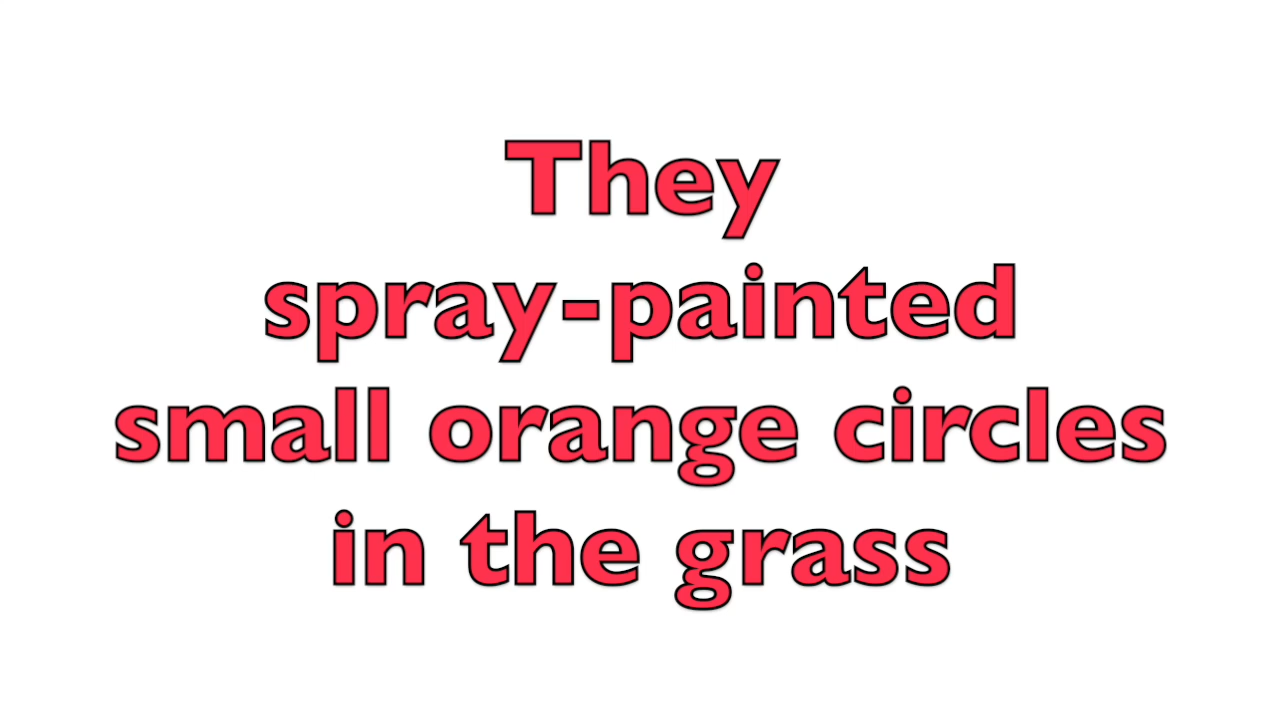 They
spray-painted
small orange circles
in the grass